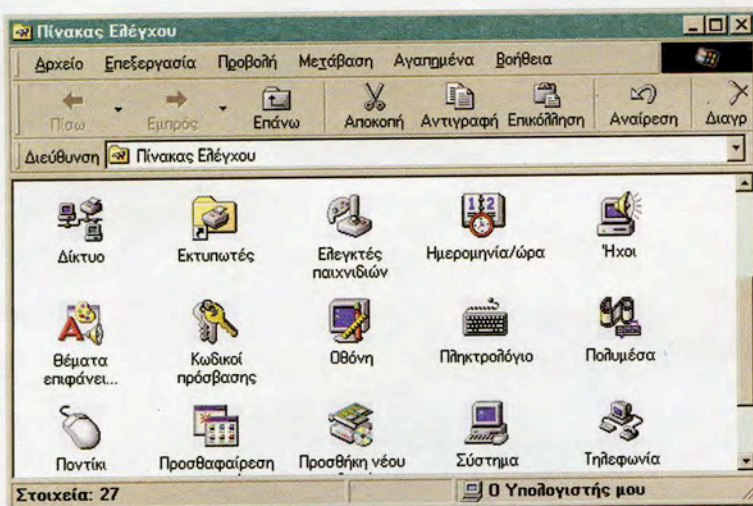 Πίνακας Ελέγχου
Αρχείο Επεξεργασία Προβολή Μετάβαση Αγαπημένα Βοήθεια
Πίσω Εμπρός Επάνω Αποκοπή Αντιγραφή Επικόλληση Αναίρεση Διαγρ
Διεύθυνση Πίνακας Ελέγχου
Δίκτυο Εκτυπωτές Ελεγκτές Ημερομηνία/ώρα Ήχοι
παιχνιδιών
Θέματα Κωδικοί Οθόνη Πληκτρολόγιο Πολυμέσα
επιφάνει... πρόσβασης
Ποντίκι Προσθαφαίρεση Προσθήκη νέου Σύστημα Τηλεφωνία
Στοιχεία: 27 Ο Υπολογιστής μου